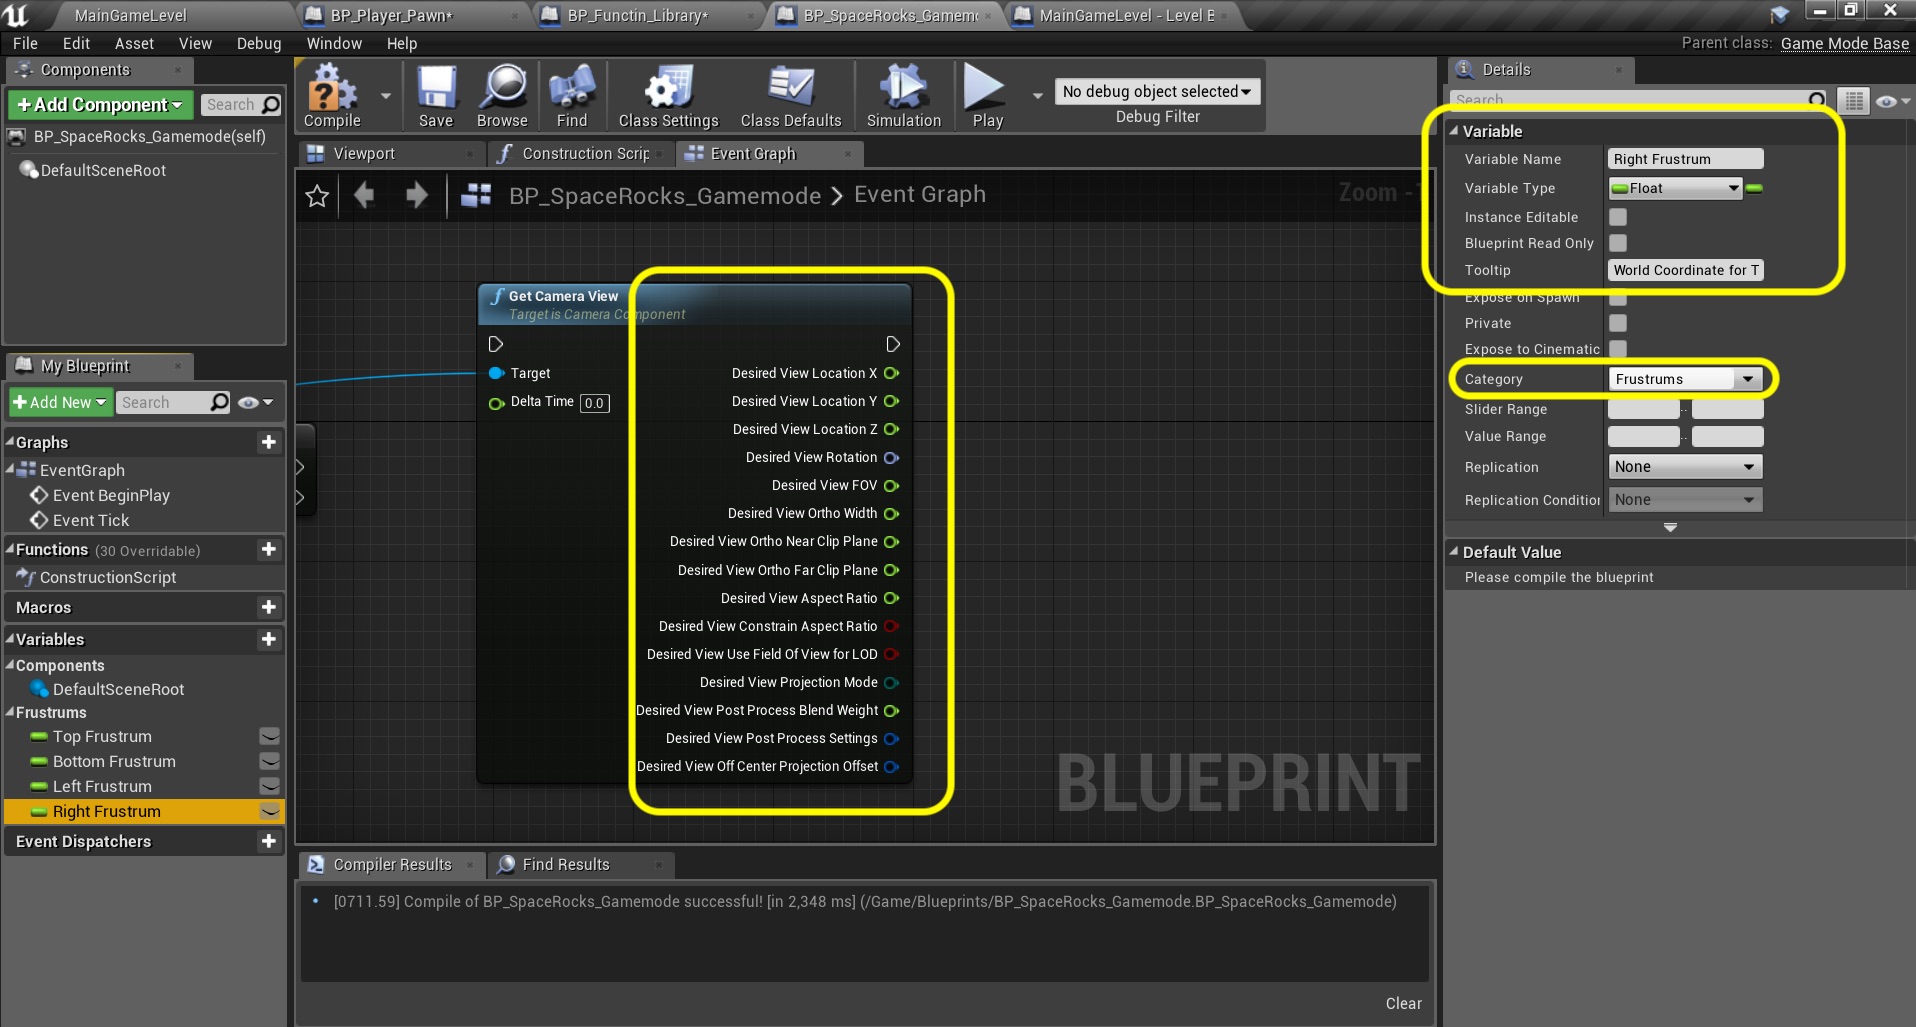 MainGameLevel
BP_Player_Pawn*
BP_Functin_Library*
BP_SpaceRocks_Gamem
MainGameLevel - Level B
File Edit Asset View Debug Window Help
Parent class: Game Mode Base
Components
+Add Component
Search
BP_SpaceRocks_Gamemode(self)
DefaultSceneRoot
My Blueprint
+Add New
Search
Graphs
EventGraph
Event BeginPlay
Event Tick
Functions (30 Overridable)
ConstructionScript
Macros
Variables
Components
DefaultSceneRoot
Frustrums
Top Frustrum
Bottom Frustrum
Left Frustrum
Right Frustrum
Event Dispatchers
Compile
Save
Browse
Find
Class Settings
Class Defaults
Simulation
Play
No debug object selected
Debug Filter
Viewport
Construction Scrip
Event Graph
BP_SpaceRocks_Gamemode > Event Graph
Zoom -
Get Camera View
Target is Camera Component
Target
Delta Time 0.0
Desired View Location X
Desired View Location Y
Desired View Location Z
Desired View Rotation
Desired View FOV
Desired View Ortho Width
Desired View Ortho Near Clip Plane
Desired View Ortho Far Clip Plane
Desired View Aspect Ratio
Desired View Constrain Aspect Ratio
Desired View Use Field Of View for LOD
Desired View Projection Mode
Desired View Post Process Blend Weight
Desired View Post Process Settings
Desired View Off Center Projection Offset
BLUEPRINT
Compiler Results
Find Results
[0711.59] Compile of BP_SpaceRocks_Gamemode successful! [in 2,348 ms] (/Game/Blueprints/BP_SpaceRocks_Gamemode.BP_SpaceRocks_Gamemode)
Clear
Details
Search
Variable
Variable Name Right Frustrum
Variable Type Float
Instance Editable
Blueprint Read Only
Tooltip World Coordinate for T
Expose on Spawn
Private
Expose to Cinematic
Category Frustrums
Slider Range ..
Value Range ..
Replication None
Replication Condition None
Default Value
Please compile the blueprint